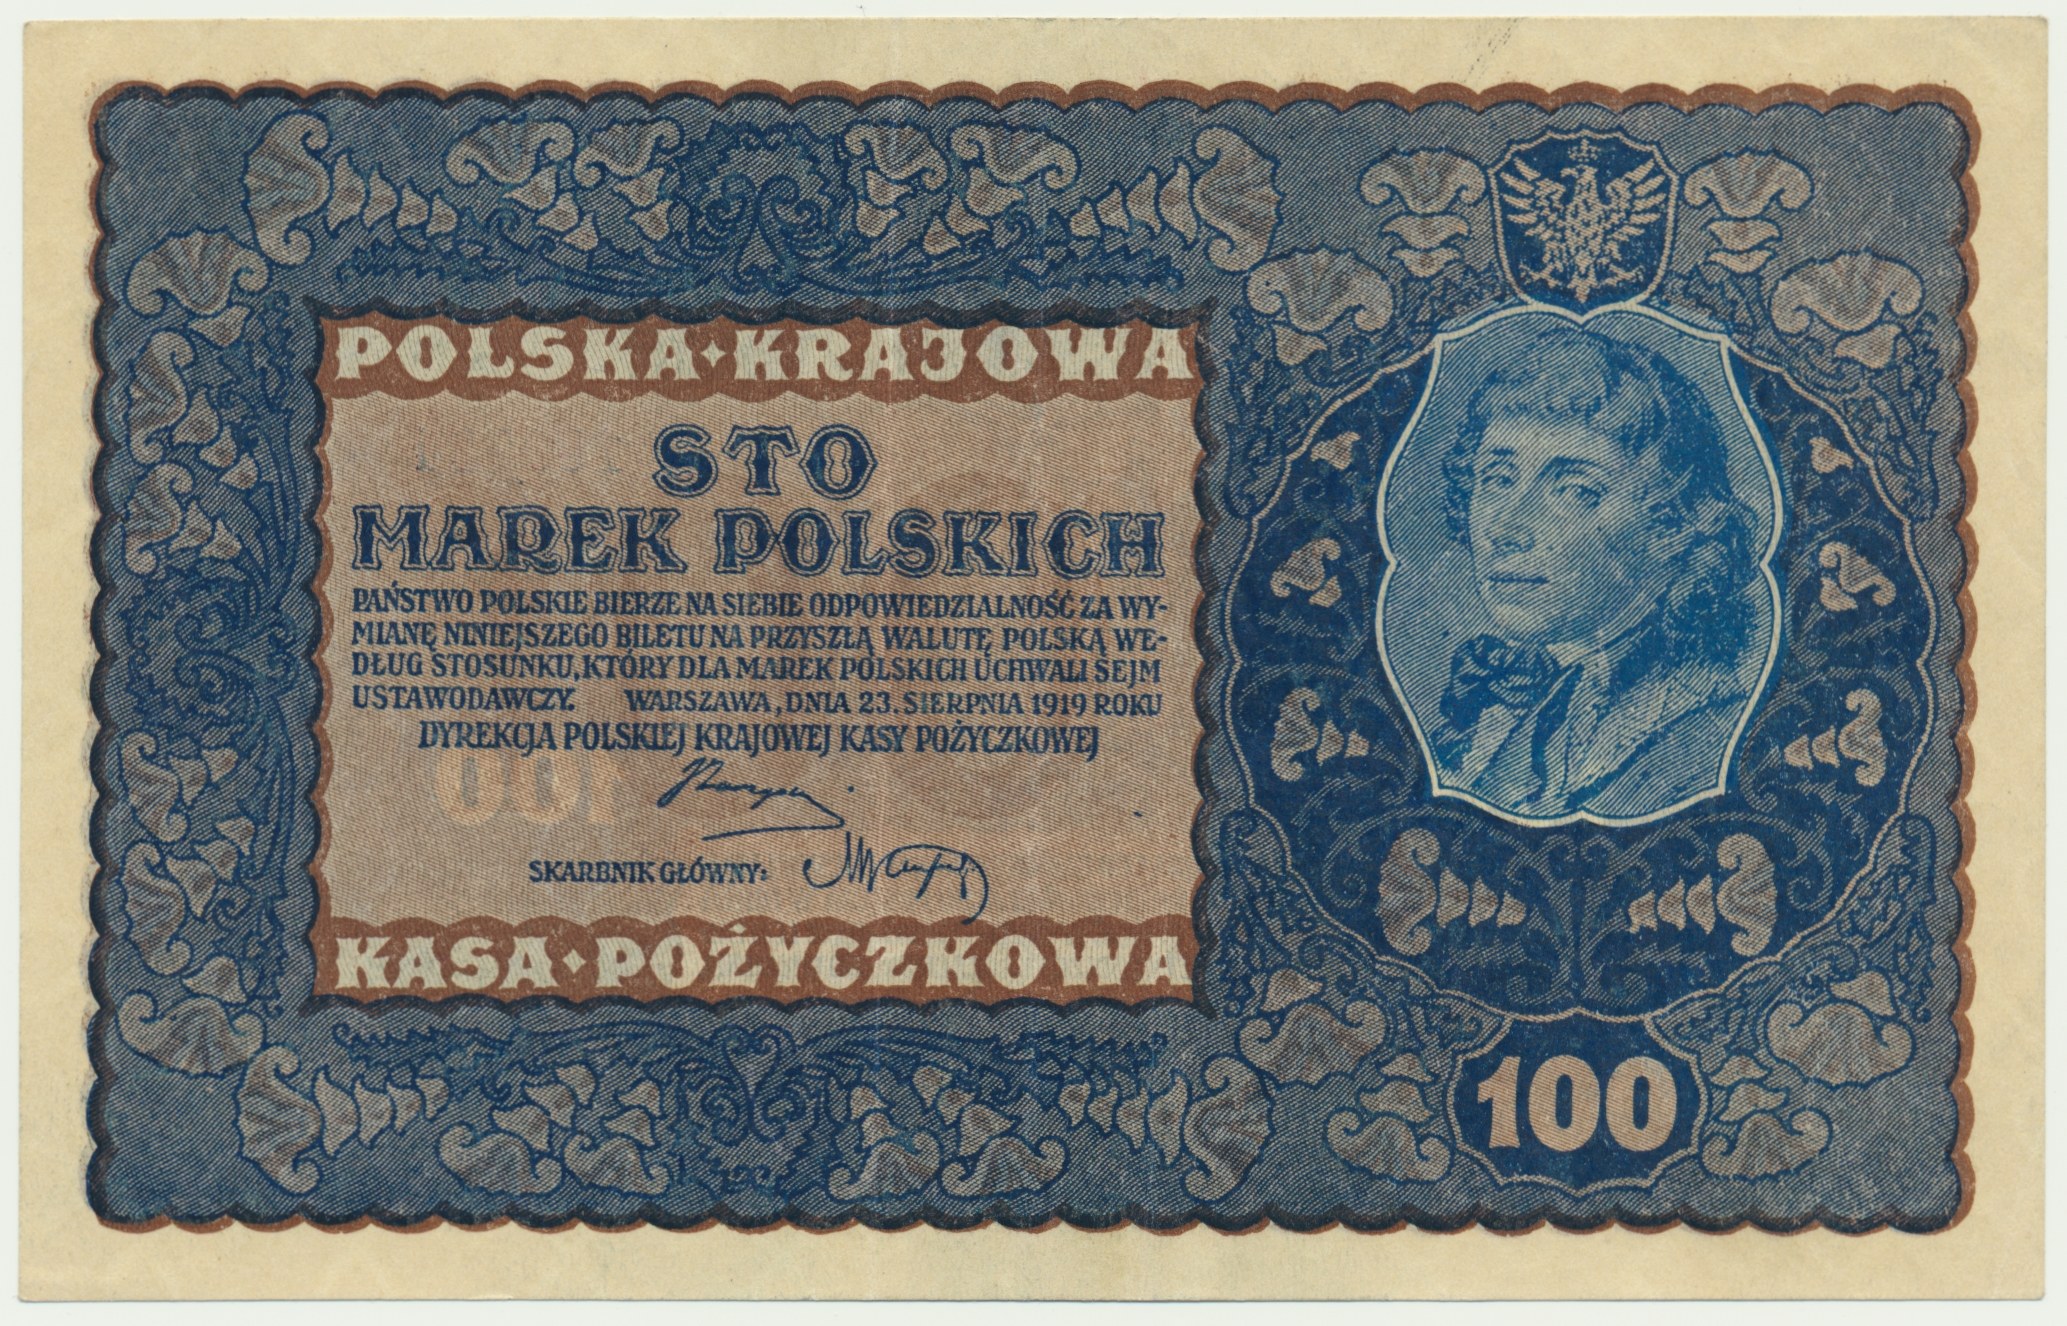 POLSKA·KRAJOWA
STO
MAREK POLSKICH
PAŃSTWO POLSKIE BIERZE NA SIEBIE ODPOWIEDZIALNOŚĆ ZA WY-
MIANĘ NINIEJSZEGO BILETU NA PRZYSZŁĄ WALUTĘ POLSKĄ WE-
DŁUG STOSUNKU, KTÓRY DLA MAREK POLSKICH UCHWALI SEJM
USTAWODAWCZY. WARSZAWA, DNIA 23. SIERPNIA 1919 ROKU
DYREKCJA POLSKIEJ KRAJOWEJ KASY POŻYCZKOWEJ
SKARBNIK GŁÓWNY:
KASA·POŻYCZKOWA
100